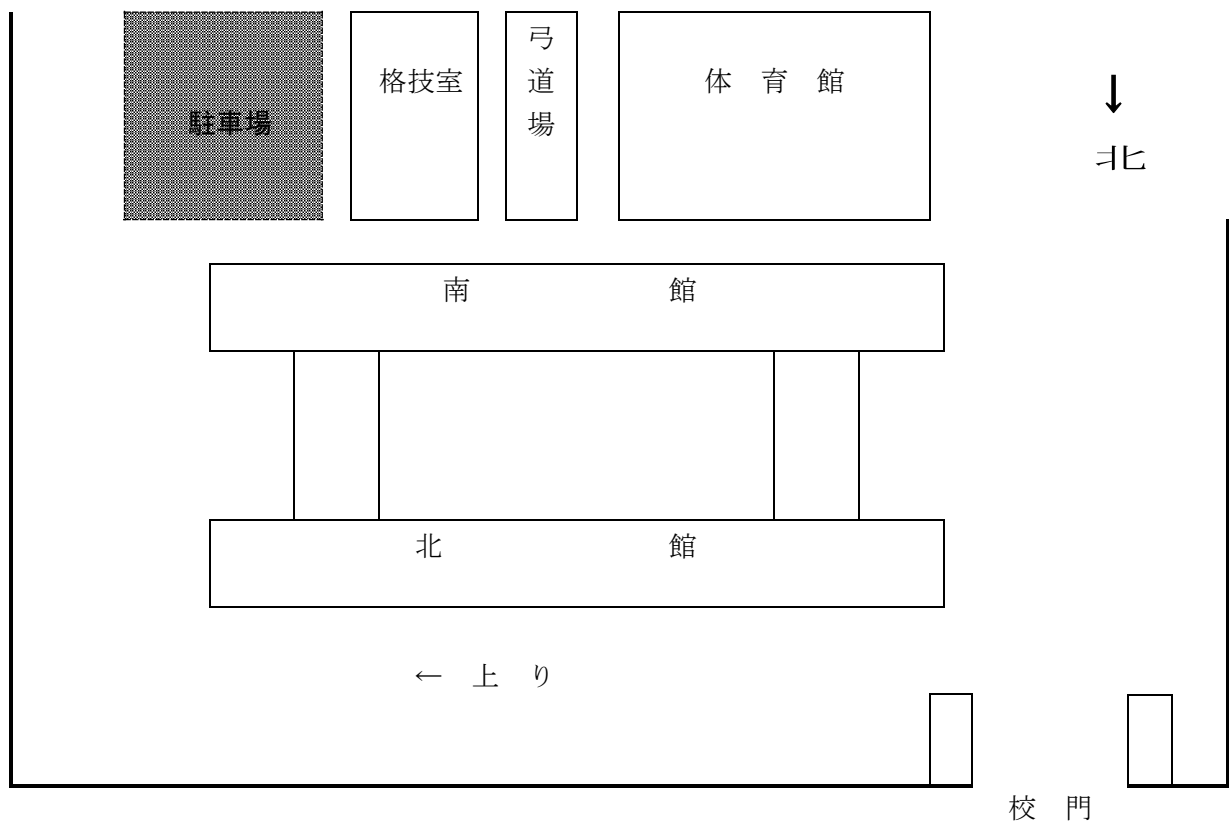 駐車場
格技室
弓道場
体 育 館
↓
北
南 館
北 館
← 上 り
校 門